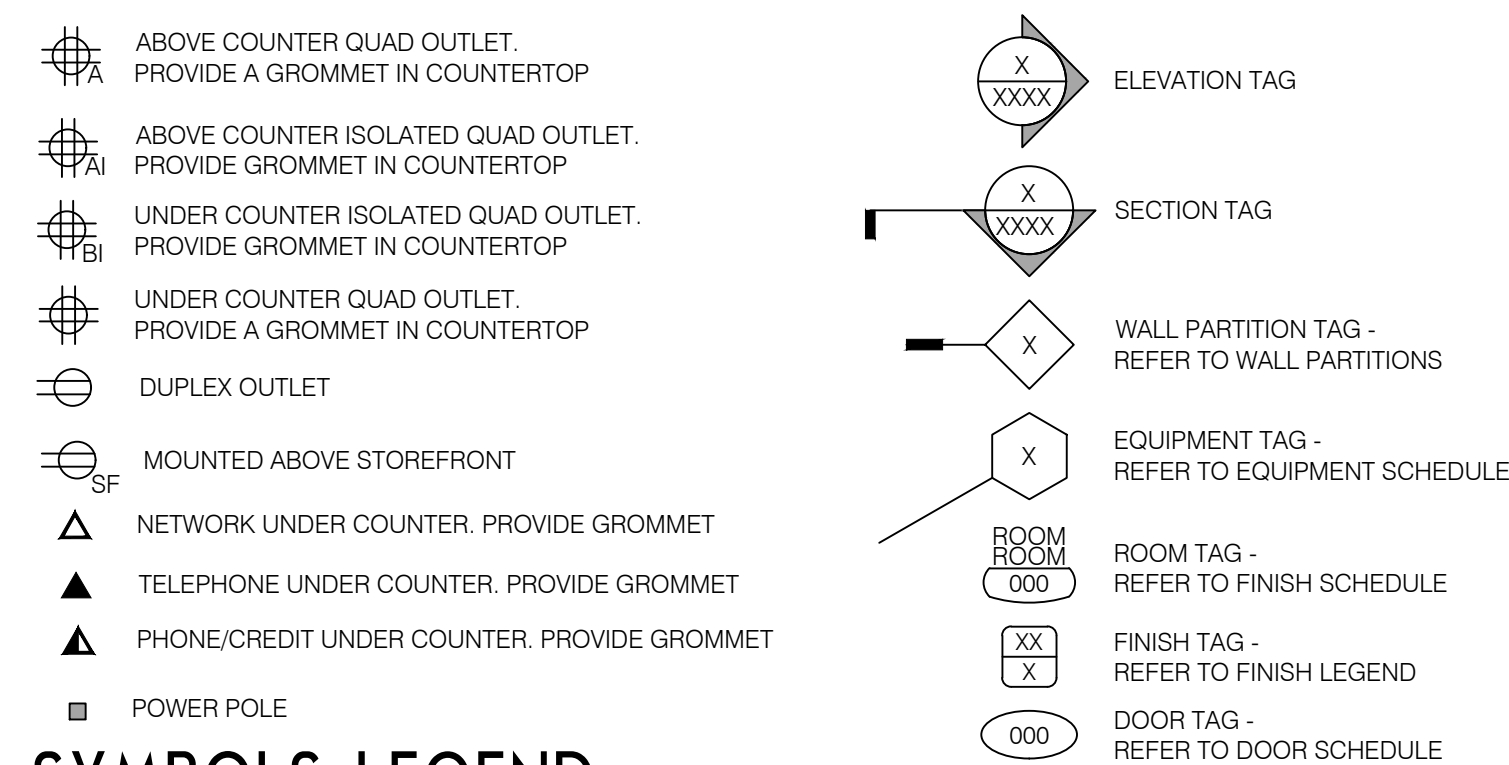 A
ABOVE COUNTER QUAD OUTLET.
PROVIDE A GROMMET IN COUNTERTOP
AI
ABOVE COUNTER ISOLATED QUAD OUTLET.
PROVIDE GROMMET IN COUNTERTOP
BI
UNDER COUNTER ISOLATED QUAD OUTLET.
PROVIDE GROMMET IN COUNTERTOP
UNDER COUNTER QUAD OUTLET.
PROVIDE A GROMMET IN COUNTERTOP
DUPLEX OUTLET
SF
MOUNTED ABOVE STOREFRONT
NETWORK UNDER COUNTER. PROVIDE GROMMET
TELEPHONE UNDER COUNTER. PROVIDE GROMMET
PHONE/CREDIT UNDER COUNTER. PROVIDE GROMMET
POWER POLE
SYMBOLS LEGEND
X
XXXX
ELEVATION TAG
X
XXXX
SECTION TAG
X
WALL PARTITION TAG -
REFER TO WALL PARTITIONS
X
EQUIPMENT TAG -
REFER TO EQUIPMENT SCHEDULE
ROOM
ROOM
000
ROOM TAG -
REFER TO FINISH SCHEDULE
XX
X
FINISH TAG -
REFER TO FINISH LEGEND
000
DOOR TAG -
REFER TO DOOR SCHEDULE